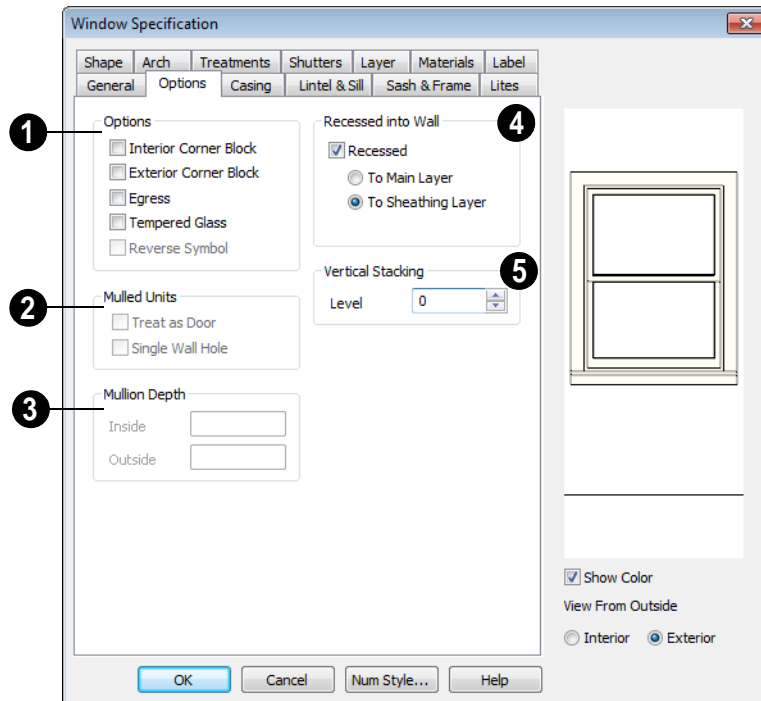 Window Specification
Shape Arch Treatments Shutters Layer Materials Label
General Options Casing Lintel & Sill Sash & Frame Lites
1
Options
Interior Corner Block
Exterior Corner Block
Egress
Tempered Glass
Reverse Symbol
2
Mulled Units
Treat as Door
Single Wall Hole
3
Mullion Depth
Inside
Outside
4
Recessed into Wall
Recessed
To Main Layer
To Sheathing Layer
5
Vertical Stacking
Level 0
Show Color
View From Outside
Interior Exterior
OK Cancel Num Style... Help